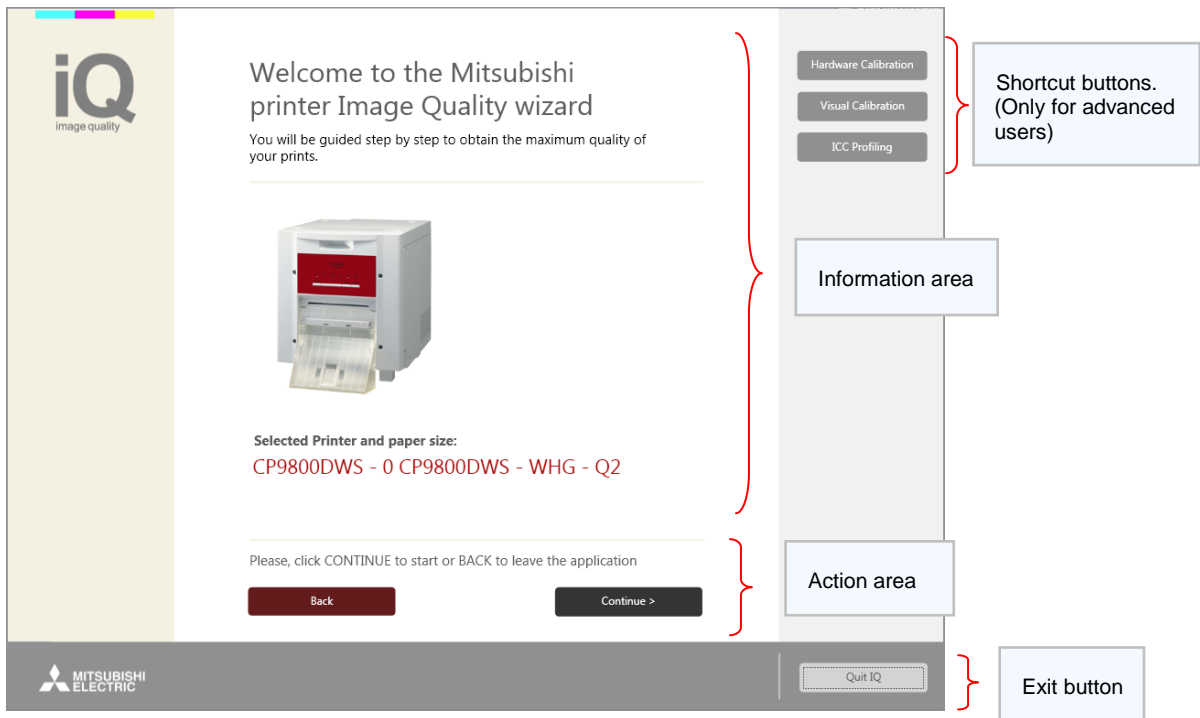 iQ
image quality
Welcome to the Mitsubishi
printer Image Quality wizard
You will be guided step by step to obtain the maximum quality of
your prints.
Selected Printer and paper size:
CP9800DWS - 0 CP9800DWS - WHG - Q2
Please, click CONTINUE to start or BACK to leave the application
Back
Continue >
Hardware Calibration
Visual Calibration
ICC Profiling
Shortcut buttons.
(Only for advanced
users)
Information area
Action area
MITSUBISHI
ELECTRIC
Quit IQ
Exit button